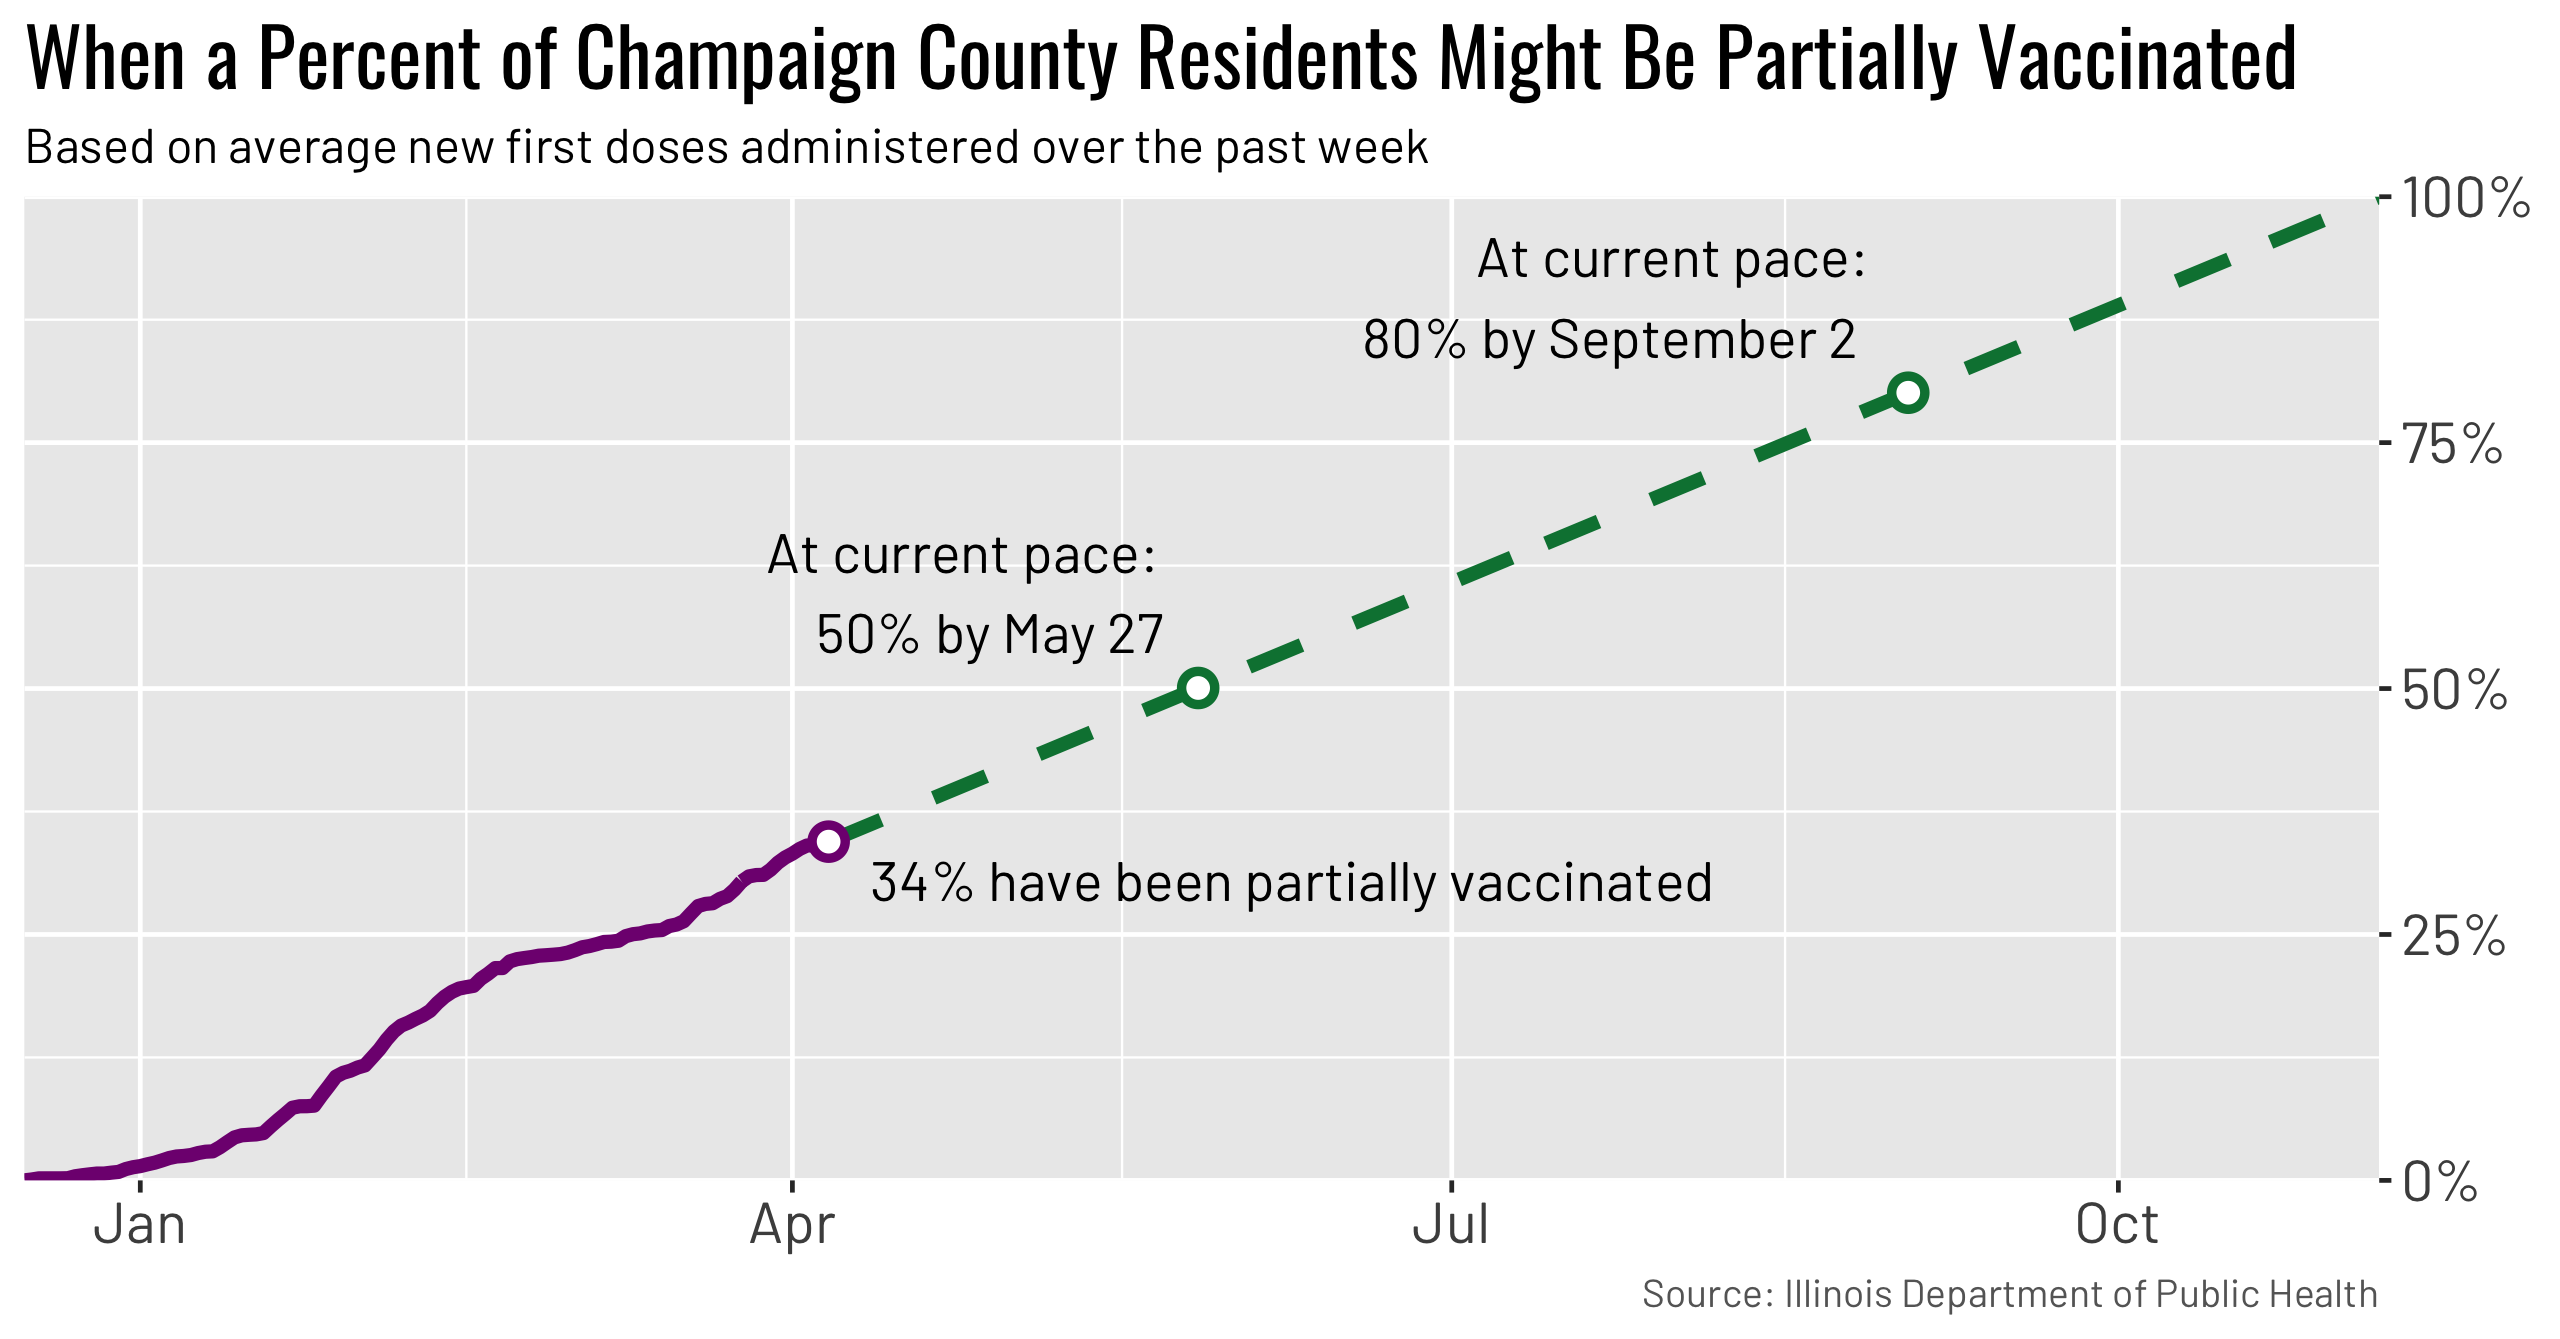 When a Percent of Champaign County Residents Might Be Partially Vaccinated
Based on average new first doses administered over the past week
100%
At current pace:
80% by September 2
75%
At current pace:
50% by May 27
50%
34% have been partially vaccinated
25%
0%
Jan
Apr
Jul
Oct
Source: Illinois Department of Public Health